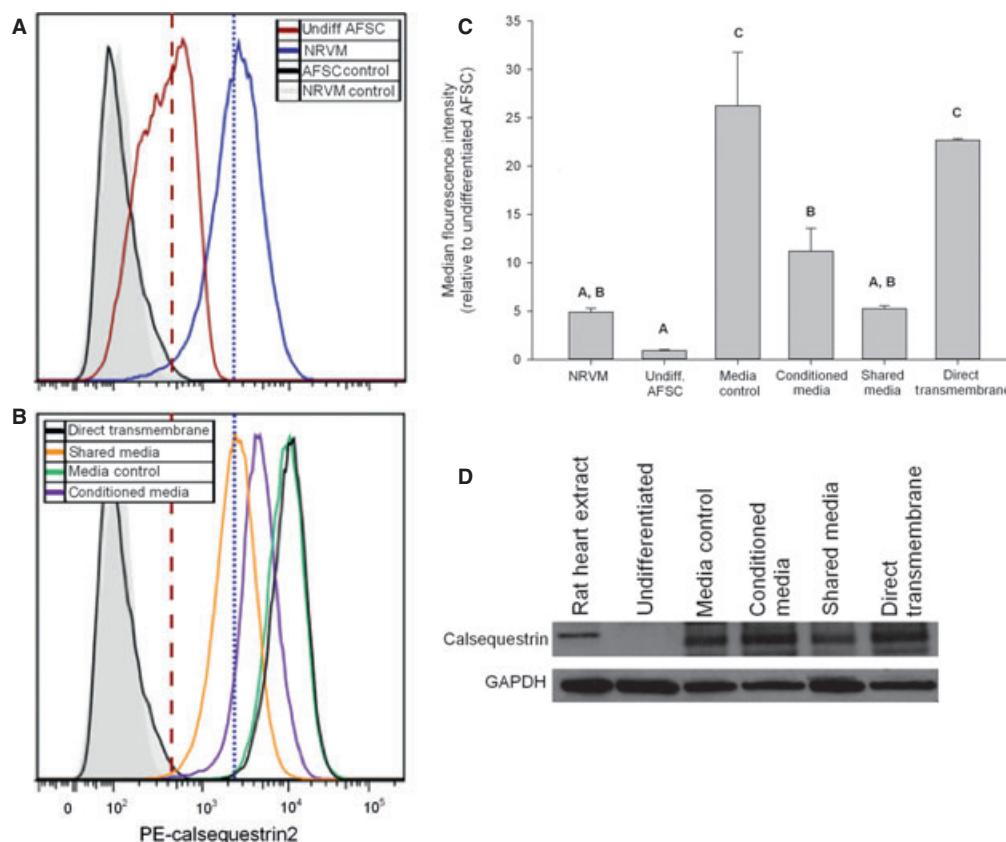 A
Undiff AFSC
NRVM
AFSC control
NRVM control
B
Direct transmembrane
Shared media
Media control
Conditioned media
0 10² 10³ 10⁴ 10⁵
PE-calsequestrin2
C
Median flourescence intensity
(relative to undifferentiated AFSC)
35
30
25
20
15
10
5
0
A, B
A
C
B
A, B
C
NRVM
Undiff.
AFSC
Media
control
Conditioned
media
Shared
media
Direct
transmembrane
D
Rat heart extract
Undifferentiated
Media control
Conditioned
media
Shared media
Direct
transmembrane
Calsequestrin
GAPDH